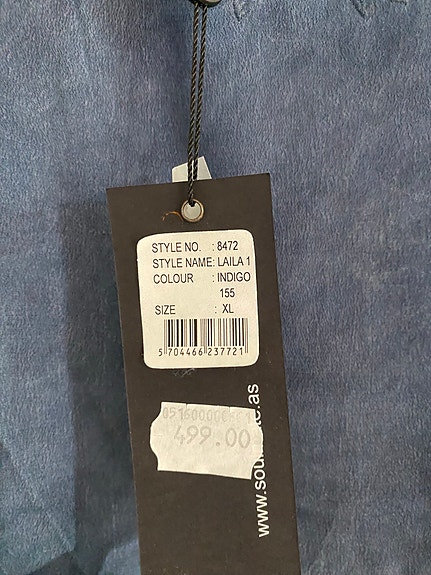 STYLE NO. : 8472
STYLE NAME: LAILA 1
COLOUR : INDIGO
155
SIZE : XL
5 704466 237721
499.00